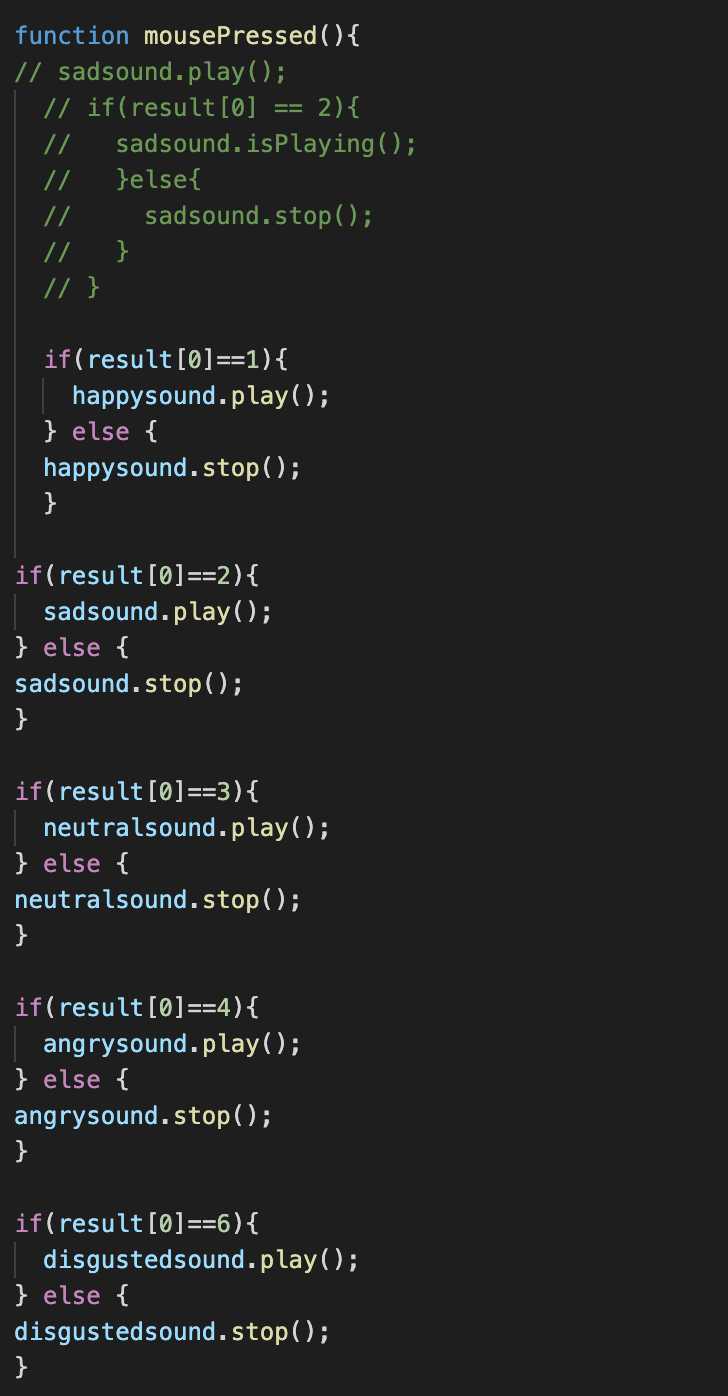 function mousePressed(){
// sadsound.play();
  // if(result[0] == 2){
  //   sadsound.isPlaying();
  //   }else{
  //     sadsound.stop();
  //   }
  // }

  if(result[0]==1){
    happysound.play();
  } else {
  happysound.stop();
  }

if(result[0]==2){
  sadsound.play();
} else {
sadsound.stop();
}

if(result[0]==3){
  neutralsound.play();
} else {
neutralsound.stop();
}

if(result[0]==4){
  angrysound.play();
} else {
angrysound.stop();
}

if(result[0]==6){
  disgustedsound.play();
} else {
disgustedsound.stop();
}